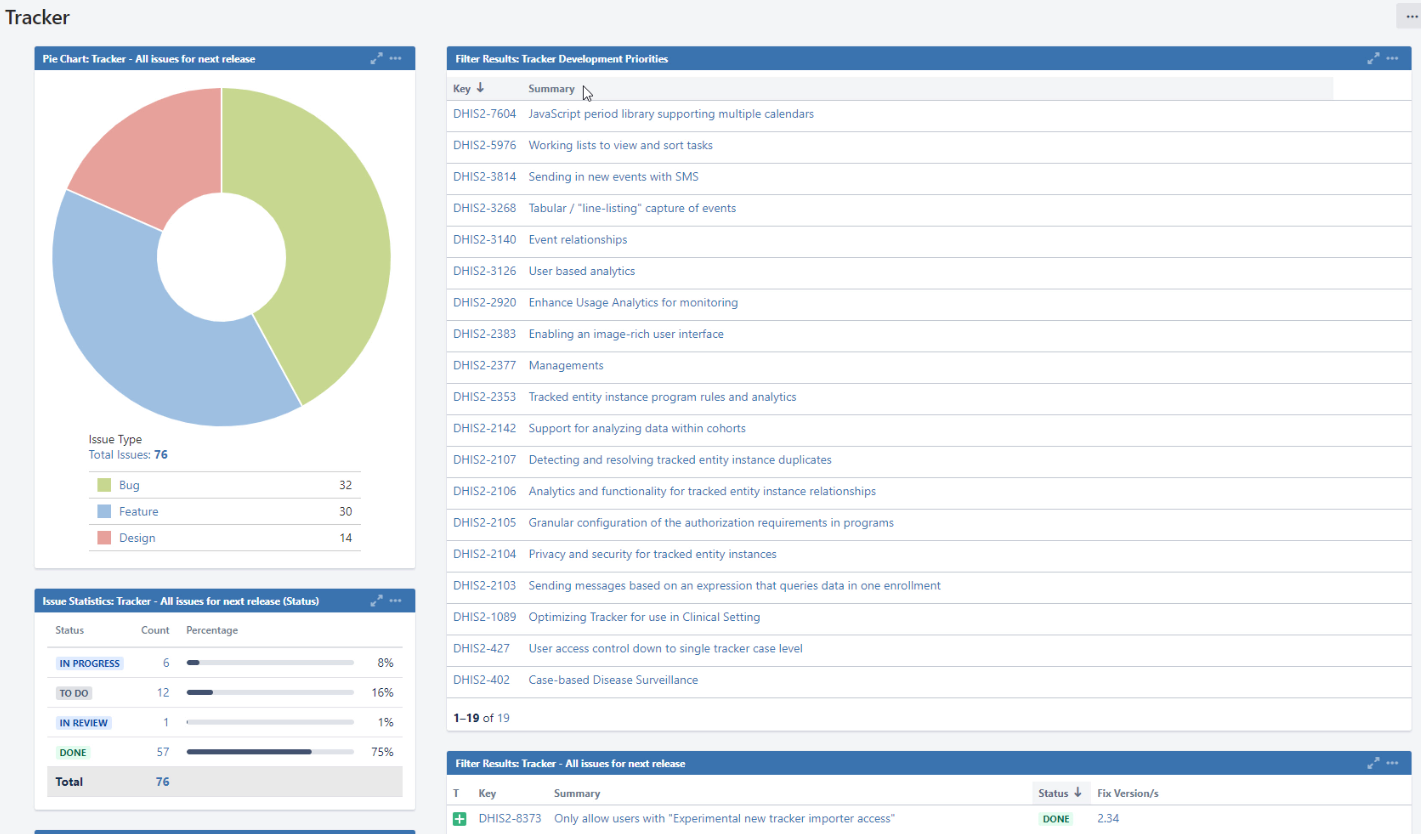 Tracker
Pie Chart: Tracker - All issues for next release
Issue Type
Total Issues: 76
Bug 32
Feature 30
Design 14
Issue Statistics: Tracker - All issues for next release (Status)
Status Count Percentage
IN PROGRESS 6 8%
TO DO 12 16%
IN REVIEW 1 1%
DONE 57 75%
Total 76
Filter Results: Tracker Development Priorities
Key Summary
DHIS2-7604 JavaScript period library supporting multiple calendars
DHIS2-5976 Working lists to view and sort tasks
DHIS2-3814 Sending in new events with SMS
DHIS2-3268 Tabular / "line-listing" capture of events
DHIS2-3140 Event relationships
DHIS2-3126 User based analytics
DHIS2-2920 Enhance Usage Analytics for monitoring
DHIS2-2383 Enabling an image-rich user interface
DHIS2-2377 Managements
DHIS2-2353 Tracked entity instance program rules and analytics
DHIS2-2142 Support for analyzing data within cohorts
DHIS2-2107 Detecting and resolving tracked entity instance duplicates
DHIS2-2106 Analytics and functionality for tracked entity instance relationships
DHIS2-2105 Granular configuration of the authorization requirements in programs
DHIS2-2104 Privacy and security for tracked entity instances
DHIS2-2103 Sending messages based on an expression that queries data in one enrollment
DHIS2-1089 Optimizing Tracker for use in Clinical Setting
DHIS2-427 User access control down to single tracker case level
DHIS2-402 Case-based Disease Surveillance
1–19 of 19
Filter Results: Tracker - All issues for next release
T Key Summary Status Fix Version/s
DHIS2-8373 Only allow users with "Experimental new tracker importer access" DONE 2.34